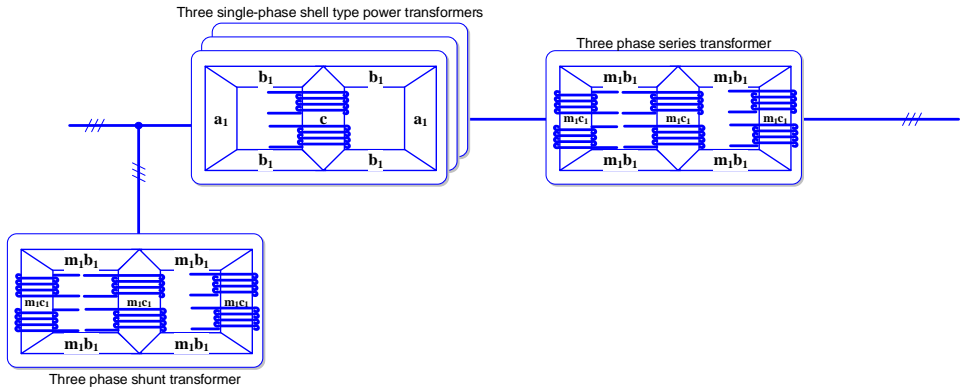 Three single-phase shell type power transformers
Three phase series transformer
b₁ b₁
a₁ c a₁
b₁ b₁
m₁b₁ m₁b₁
m₁c₁ m₁c₁ m₁c₁
m₁b₁ m₁b₁
m₁b₁ m₁b₁
m₁c₁ m₁c₁ m₁c₁
m₁b₁ m₁b₁
Three phase shunt transformer